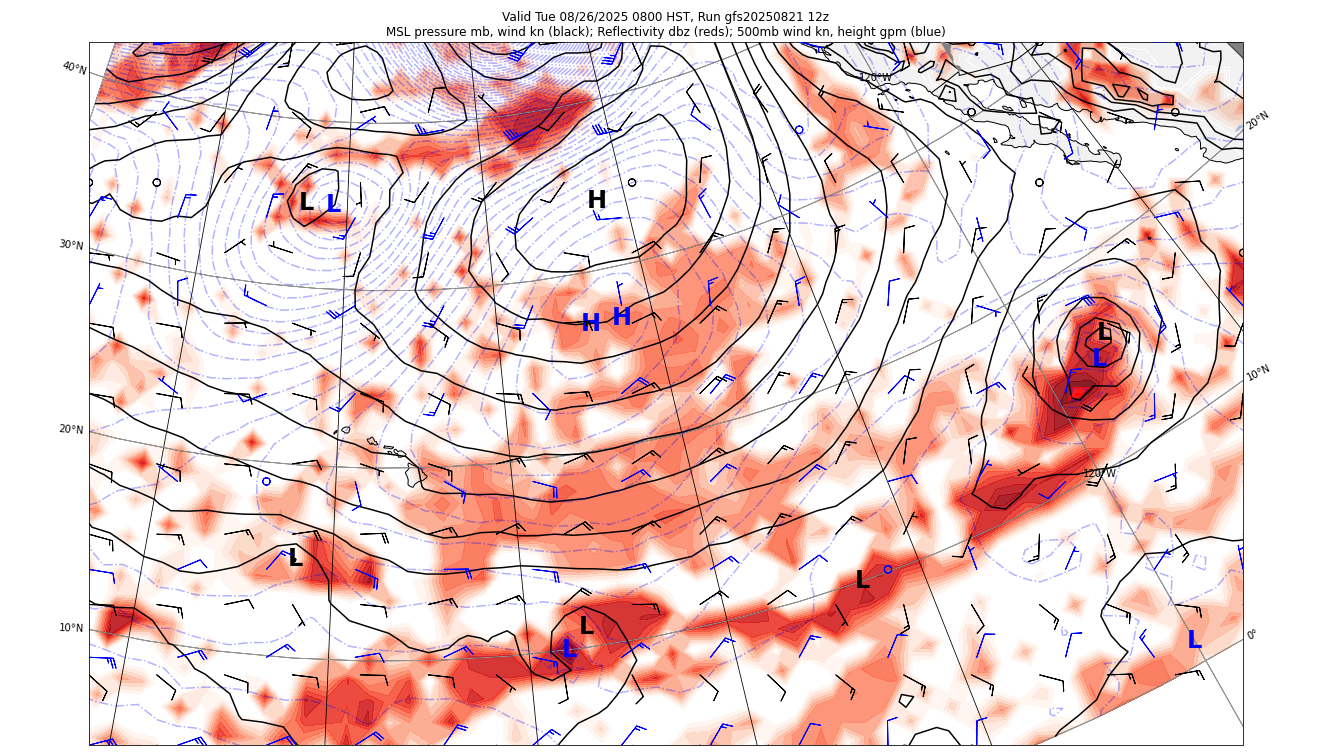 Valid Tue 08/26/2025 0800 HST, Run gfs20250821 12z
MSL pressure mb, wind kn (black); Reflectivity dbz (reds); 500mb wind kn, height gpm (blue)
40°N
120°W
20°N
L L
H
30°N
H H
L
L
10°N
20°N
120°W
L
L
10°N
L
L
L
0°